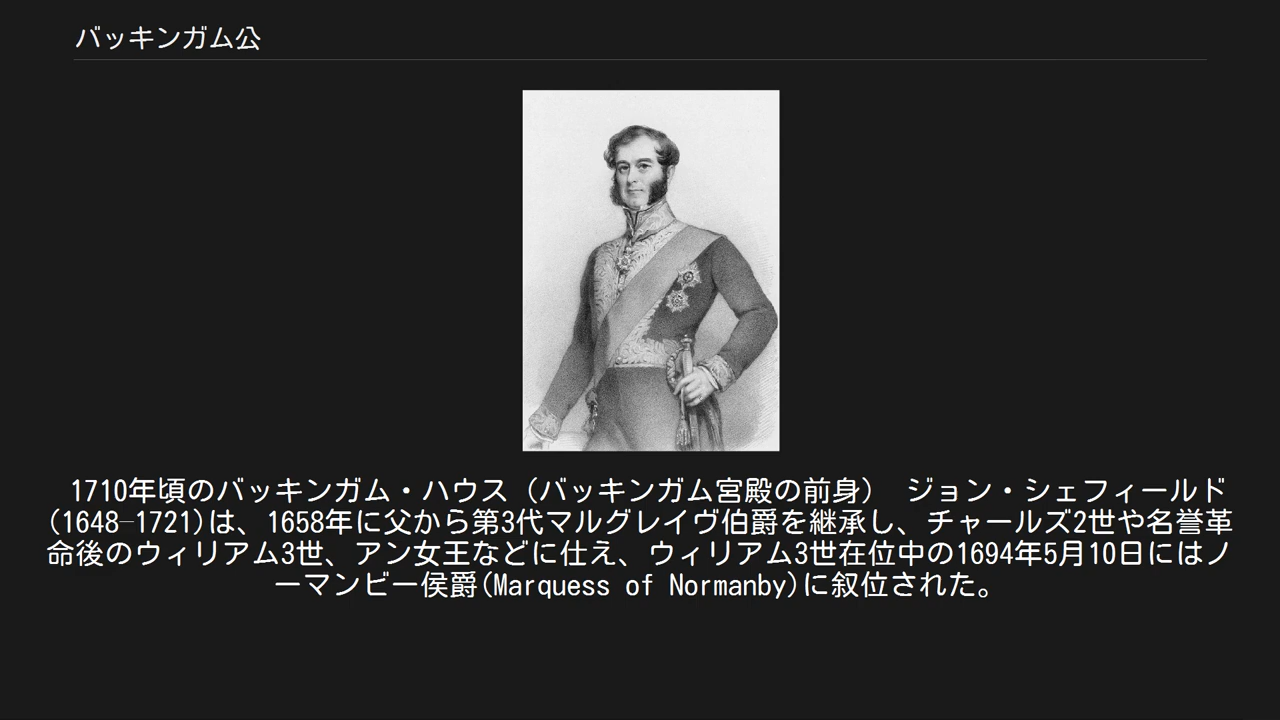 バッキンガム公
1710年頃のバッキンガム・ハウス（バッキンガム宮殿の前身） ジョン・シェフィールド
(1648–1721)は、1658年に父から第3代マルグレイヴ伯爵を継承し、チャールズ2世や名誉革
命後のウィリアム3世、アン女王などに仕え、ウィリアム3世在位中の1694年5月10日にはノ
ーマンビー侯爵(Marquess of Normanby)に叙位された。